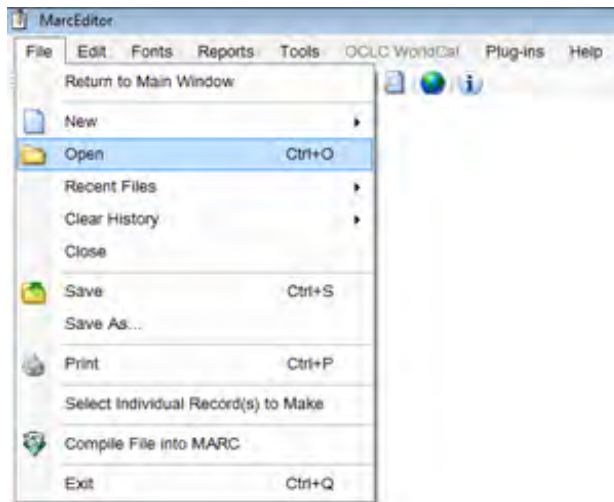 MarcEditor
File Edit Fonts Reports Tools OCLC WorldCat Plug-ins Help
Return to Main Window
New
Open Ctrl+O
Recent Files
Clear History
Close
Save Ctrl+S
Save As...
Print Ctrl+P
Select Individual Record(s) to Make
Compile File into MARC
Exit Ctrl+Q